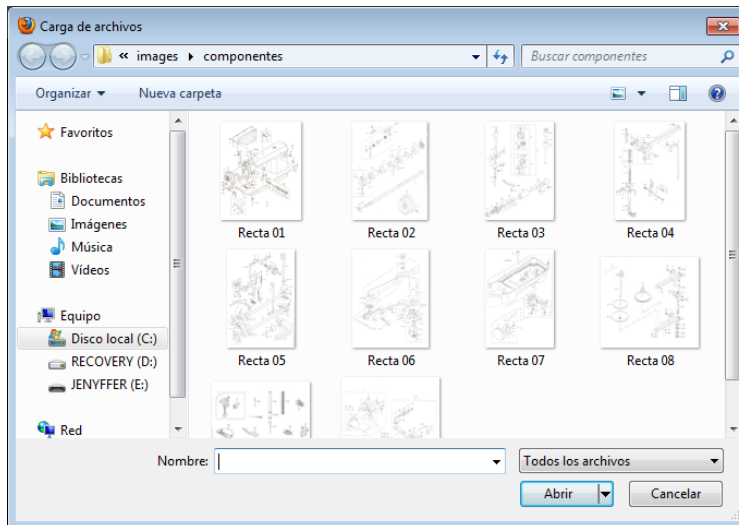 Carga de archivos
« images componentes
Buscar componentes
Organizar
Nueva carpeta
Favoritos
Bibliotecas
Documentos
Imágenes
Música
Vídeos
Equipo
Disco local (C:)
RECOVERY (D:)
JENYFFER (E:)
Red
Recta 01
Recta 02
Recta 03
Recta 04
Recta 05
Recta 06
Recta 07
Recta 08
Nombre:
Todos los archivos
Abrir
Cancelar